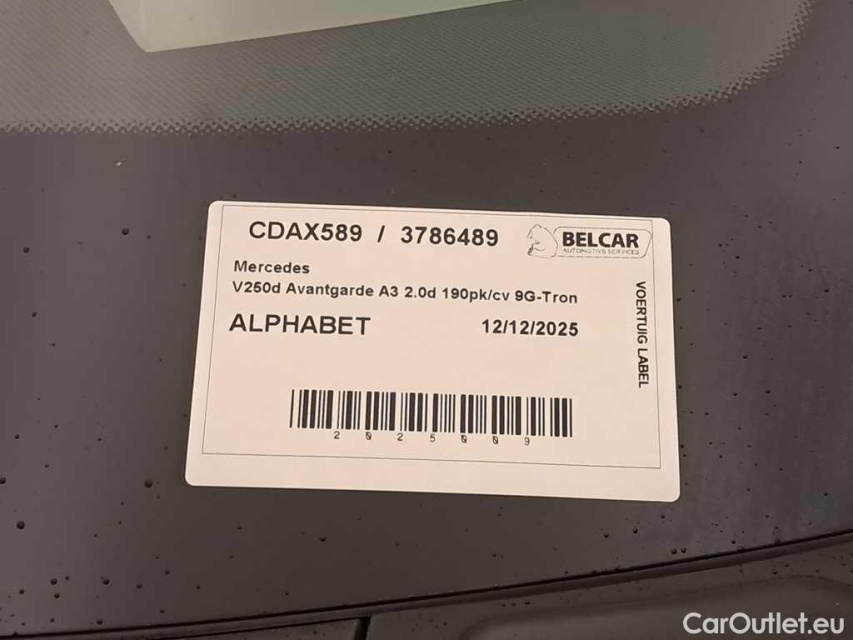 CDAX589 / 3786489
BELCAR
AUTOMOTIVE SERVICES
Mercedes
V250d Avantgarde A3 2.0d 190pk/cv 9G-Tron
ALPHABET 12/12/2025
VOERTUIG LABEL
2025009
CarOutlet.eu